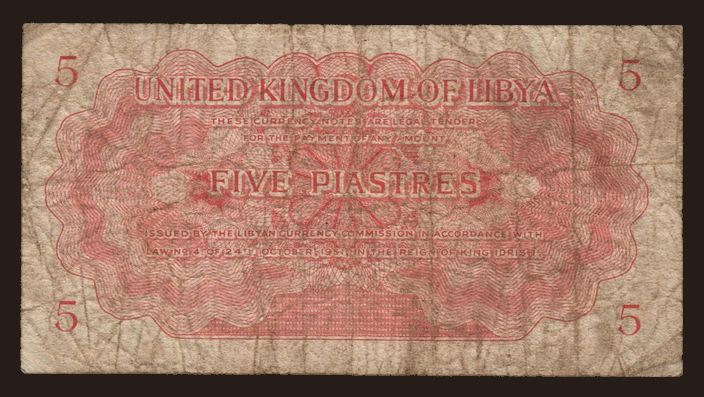 5 5
UNITED KINGDOM OF LIBYA
THESE CURRENCY NOTES ARE LEGAL TENDER
FOR THE PAYMENT OF ANY AMOUNT
FIVE PIASTRES
ISSUED BY THE LIBYAN CURRENCY COMMISSION IN ACCORDANCE WITH
LAW No 4 OF 24TH OCTOBER, 1951, IN THE REIGN OF KING IDRIS I.
5 5